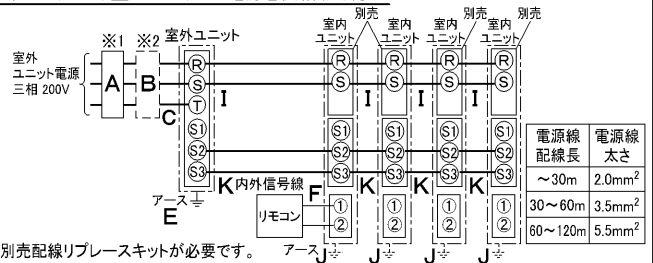 ※1 ※2 室外ユニット 室内ユニット 別売 室内ユニット 室内ユニット 別売 室内ユニット 別売
室外
ユニット電源
三相 200V
A
B
C
R
S
T
S1
S2
S3
I
R
S
I
R
S
I
R
S
I
R
S
S1
S2
S3
K
S1
S2
S3
K
S1
S2
S3
K
S1
S2
S3
K 内外信号線
F
リモコン
①
②
①
②
①
②
①
②
アース
E
アース
J
J
J
J
電源線配線長 電源線太さ
～30m 2.0mm²
30～60m 3.5mm²
60～120m 5.5mm²
別売配線リプレースキットが必要です。